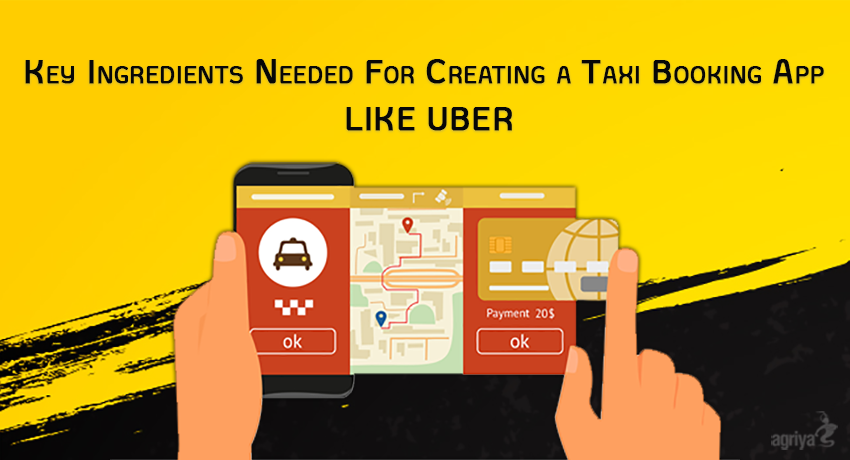 Key Ingredients Needed For Creating a Taxi Booking App
LIKE UBER
ok
Payment 20$
ok
agriya